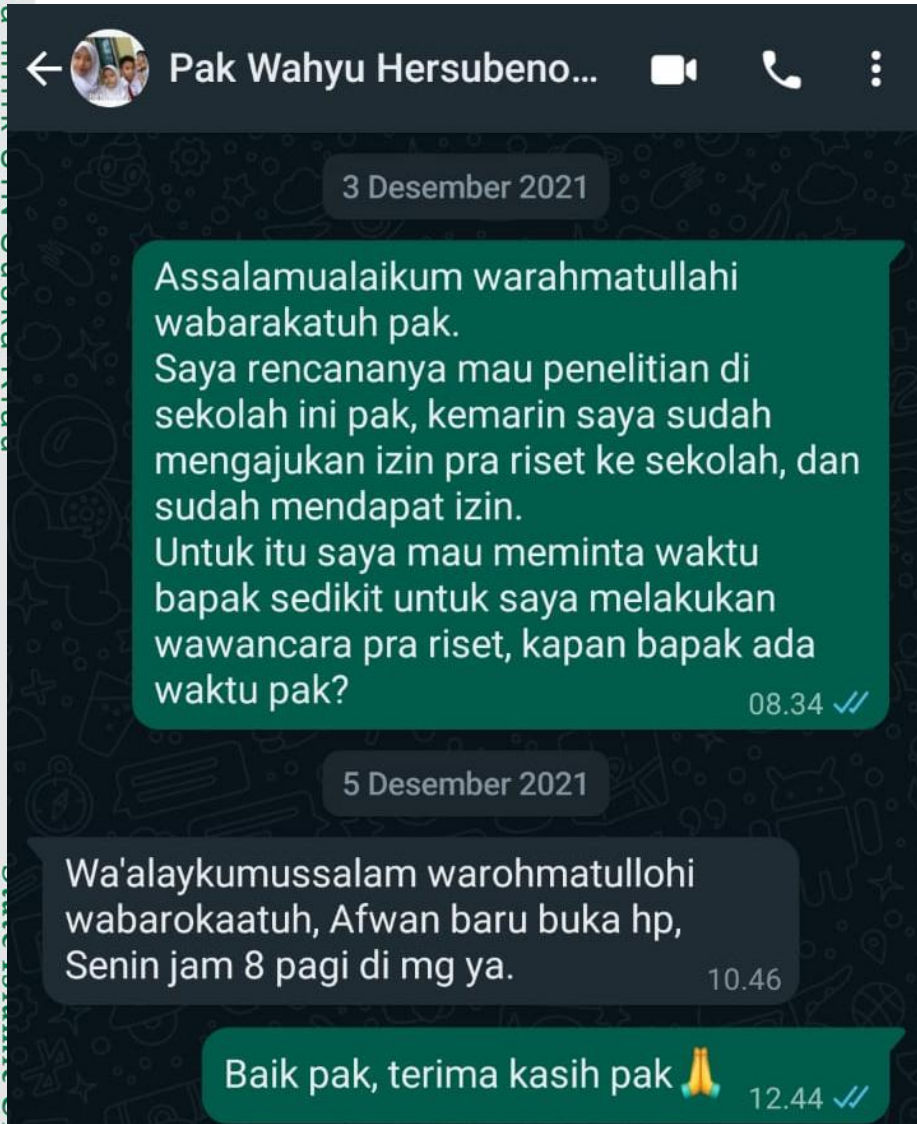 Pak Wahyu Hersubeno...
3 Desember 2021
Assalamualaikum warahmatullahi
wabarakatuh pak.
Saya rencananya mau penelitian di
sekolah ini pak, kemarin saya sudah
mengajukan izin pra riset ke sekolah, dan
sudah mendapat izin.
Untuk itu saya mau meminta waktu
bapak sedikit untuk saya melakukan
wawancara pra riset, kapan bapak ada
waktu pak?
08.34
5 Desember 2021
Wa'alaykumussalam warohmatullohi
wabarokaatuh, Afwan baru buka hp,
Senin jam 8 pagi di mg ya.
10.46
Baik pak, terima kasih pak 🙏
12.44